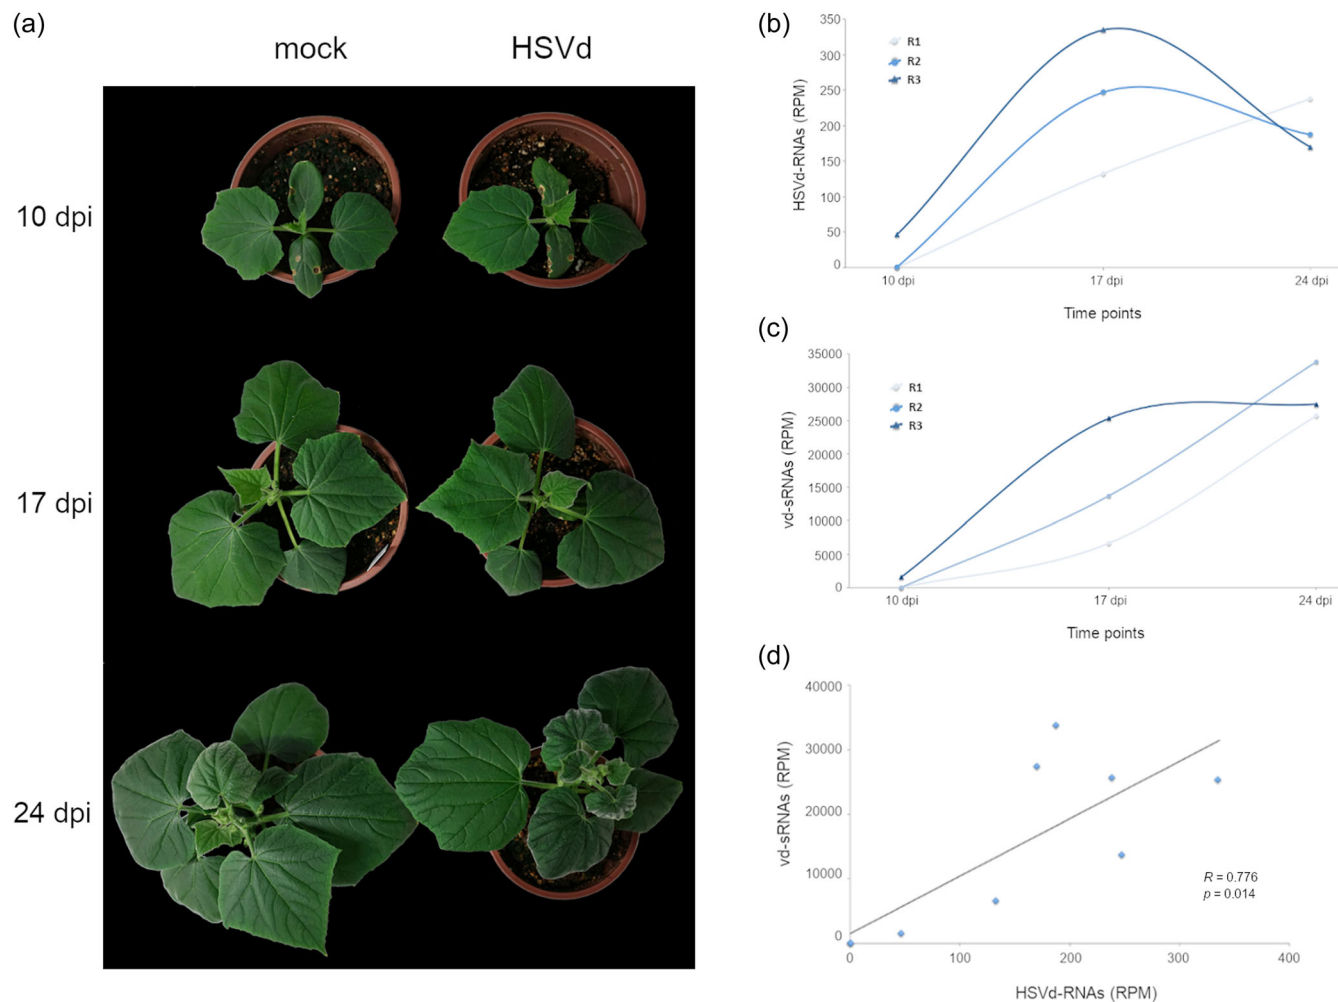 (a)
mock HSVd
10 dpi
17 dpi
24 dpi
(b)
350
300
250
200
150
100
50
0
HSVd-RNAs (RPM)
R1
R2
R3
10 dpi 17 dpi 24 dpi
Time points
(c)
35000
30000
25000
20000
15000
10000
5000
0
vd-sRNAs (RPM)
R1
R2
R3
10 dpi 17 dpi 24 dpi
Time points
(d)
40000
30000
20000
10000
0
vd-sRNAs (RPM)
R = 0.776
p = 0.014
0 100 200 300 400
HSVd-RNAs (RPM)